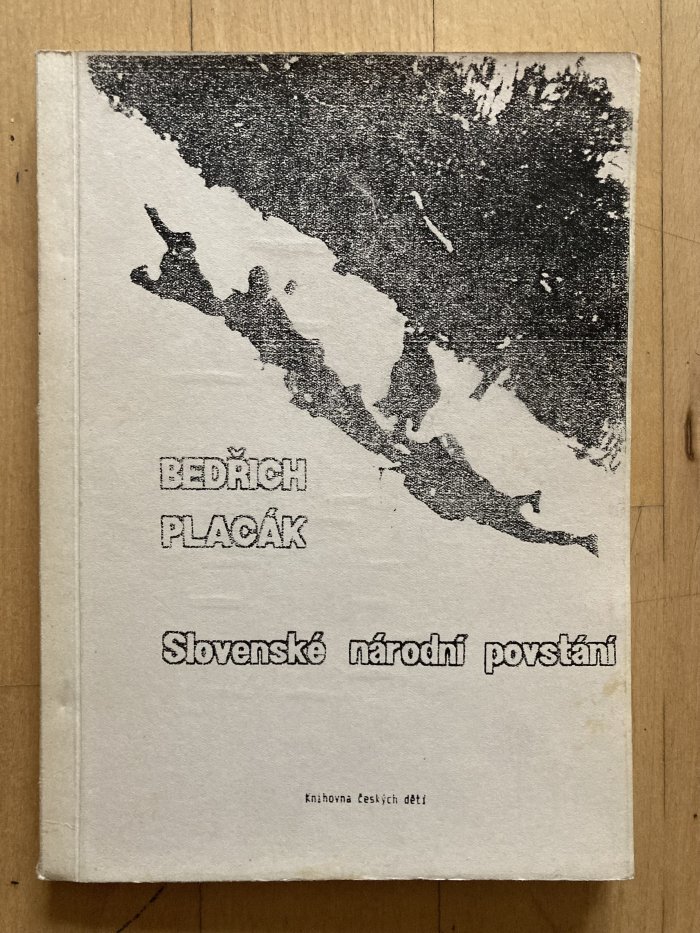 BEDŘICH
PLACÁK
Slovenské národní povstání
Knihovna českých dětí